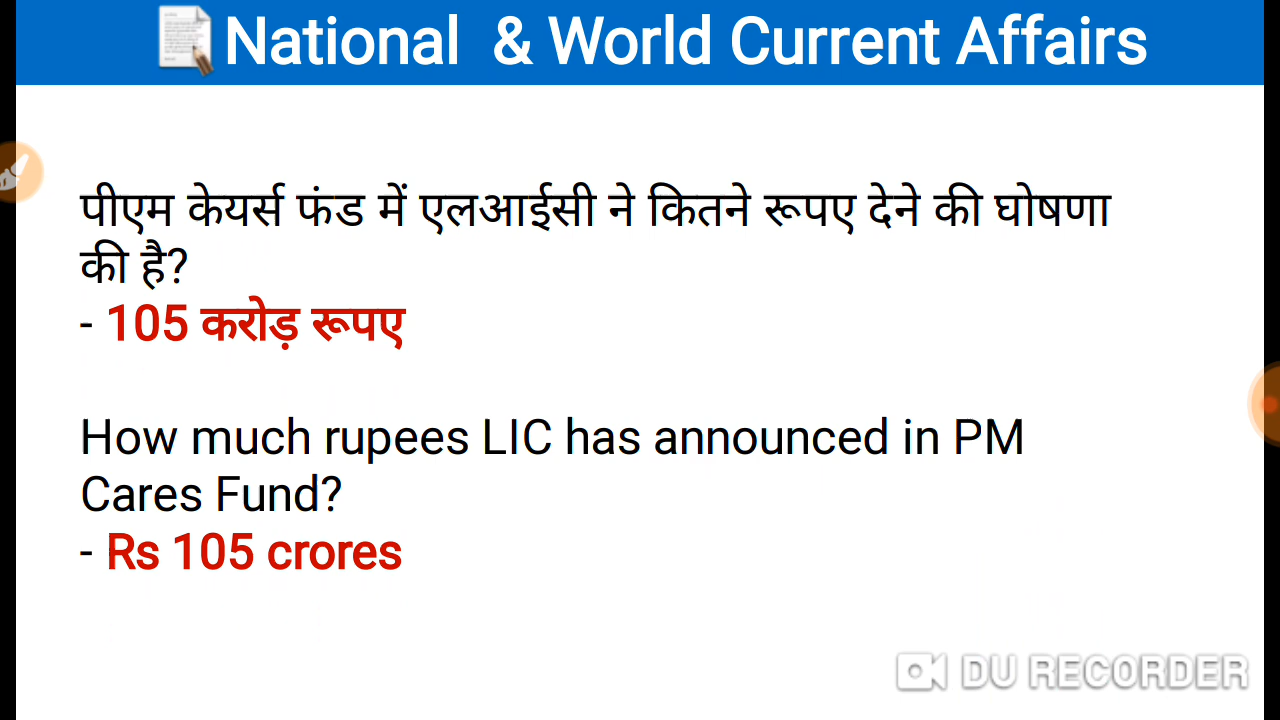 National & World Current Affairs
पीएम केयर्स फंड में एलआईसी ने कितने रूपए देने की घोषणा
की है?
- 105 करोड़ रूपए
How much rupees LIC has announced in PM
Cares Fund?
- Rs 105 crores
DU RECORDER